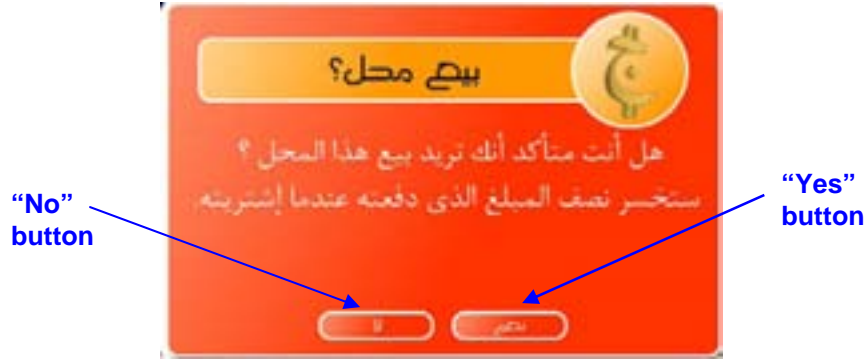 بيع محل؟
هل أنت متأكد أنك تريد بيع هذا المحل ؟
ستخسر نصف المبلغ الذى دفعته عندما إشتريته.
“No”
button
“Yes”
button
نعم
لا